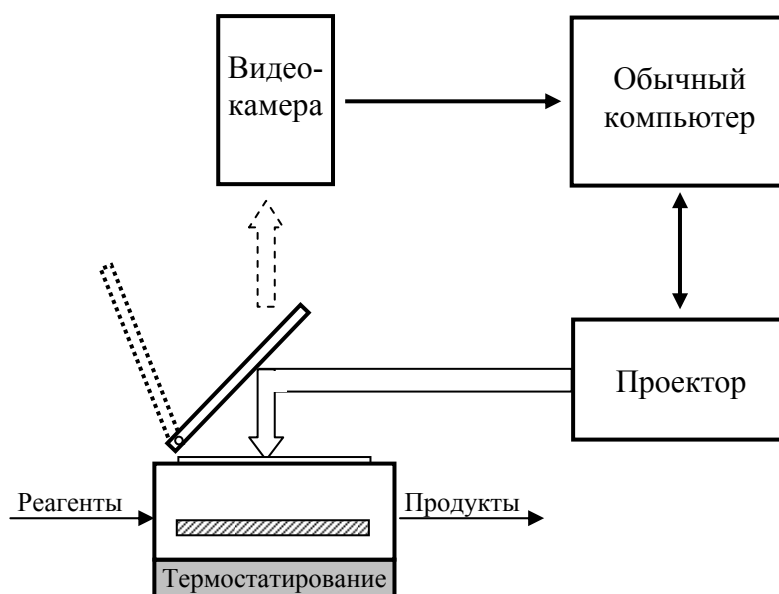 Видео-
камера
Обычный
компьютер
Проектор
Реагенты
Продукты
Термостатирование